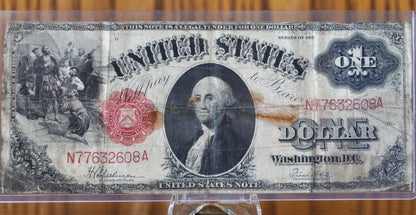 THIS NOTE IS A LEGAL TENDER FOR ONE DOLLAR
SERIES OF 1917
UNITED STATES
Will pay to Bearer
ONE
N77632608A
ONE
DOLLAR
N77632608A
Washington, D.C.
UNITED STATES NOTE